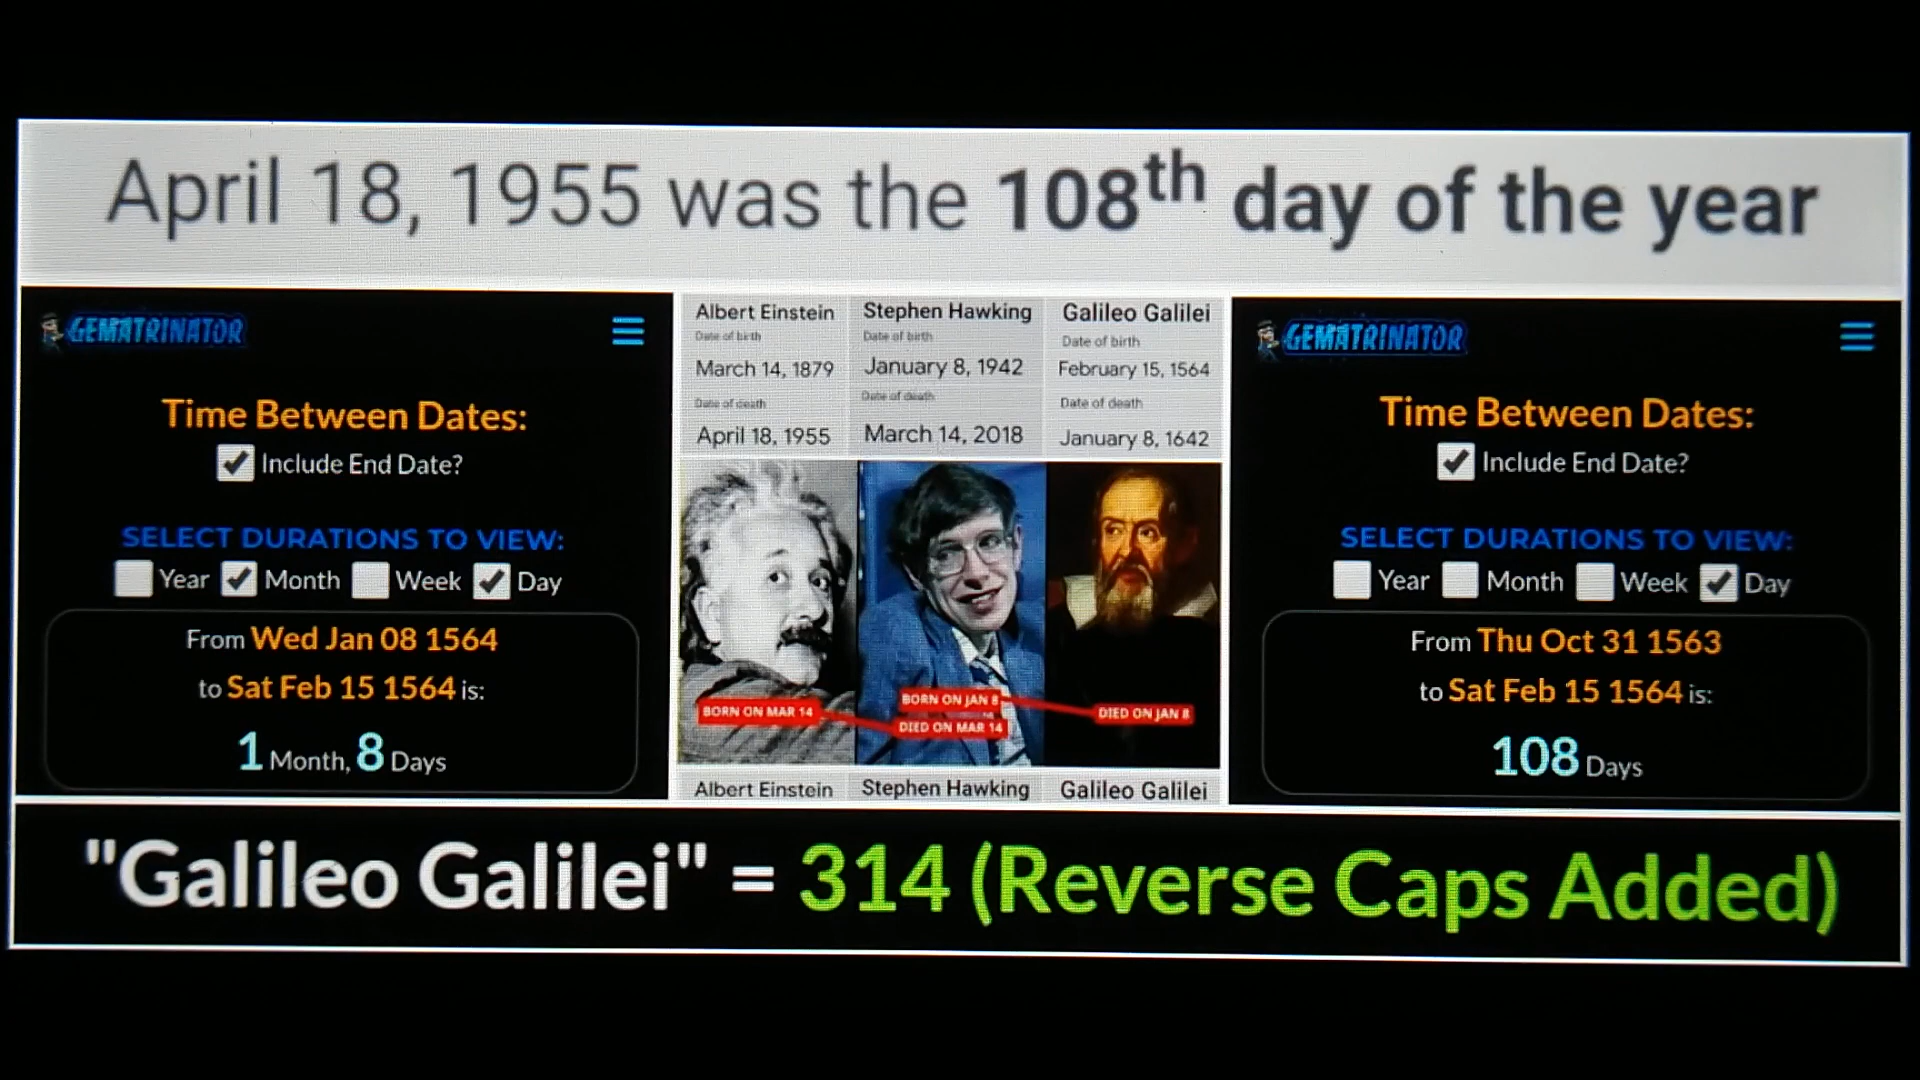 April 18, 1955 was the 108th day of the year
GEMATRINATOR
Time Between Dates:
Include End Date?
SELECT DURATIONS TO VIEW:
Year Month Week Day
From Wed Jan 08 1564
to Sat Feb 15 1564 is:
1 Month, 8 Days
Albert Einstein
Date of birth
March 14, 1879
Date of death
April 18, 1955
Stephen Hawking
Date of birth
January 8, 1942
Date of death
March 14, 2018
Galileo Galilei
Date of birth
February 15, 1564
Date of death
January 8, 1642
BORN ON MAR 14
BORN ON JAN 8
DIED ON MAR 14
DIED ON JAN 8
Albert Einstein
Stephen Hawking
Galileo Galilei
GEMATRINATOR
Time Between Dates:
Include End Date?
SELECT DURATIONS TO VIEW:
Year Month Week Day
From Thu Oct 31 1563
to Sat Feb 15 1564 is:
108 Days
"Galileo Galilei" = 314 (Reverse Caps Added)